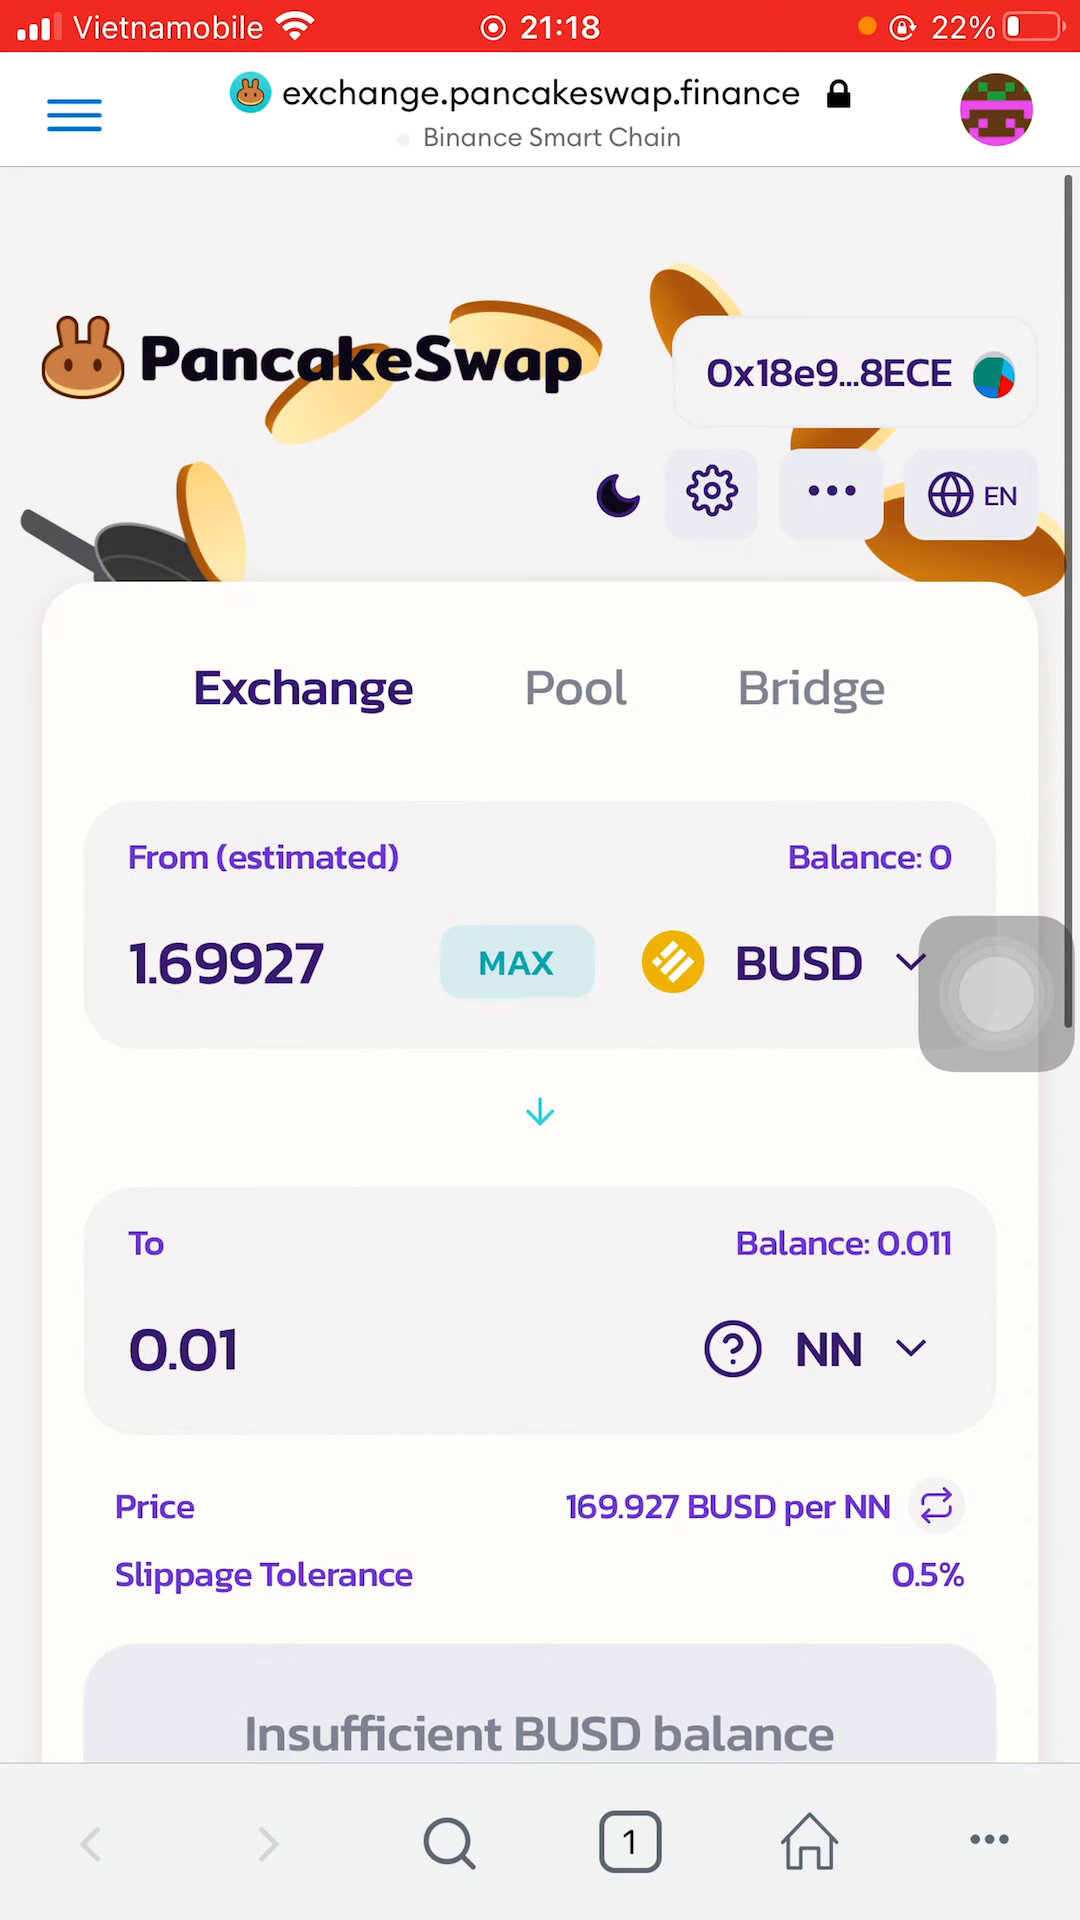 Vietnamobile 21:18 22%
exchange.pancakeswap.finance
Binance Smart Chain
PancakeSwap
0x18e9...8ECE
EN
Exchange Pool Bridge
From (estimated) Balance: 0
1.69927 MAX BUSD
To Balance: 0.011
0.01 ? NN
Price 169.927 BUSD per NN
Slippage Tolerance 0.5%
Insufficient BUSD balance
1